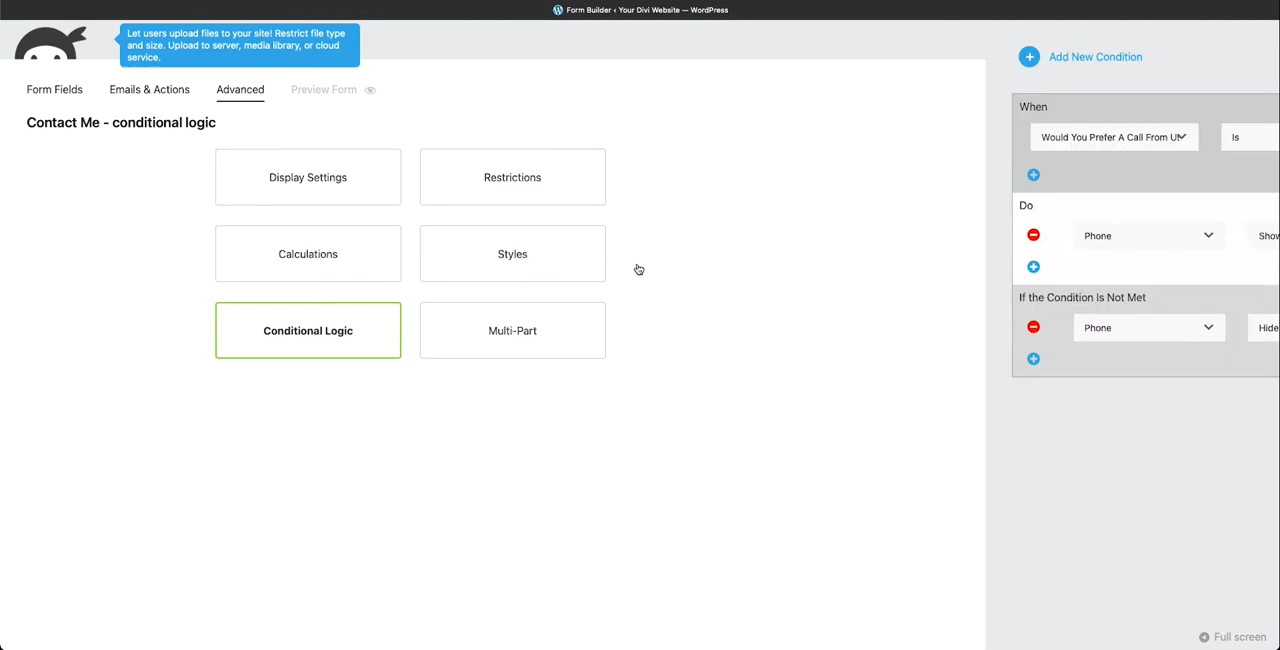 Form Builder ‹ Your Divi Website — WordPress
Let users upload files to your site! Restrict file type
and size. Upload to server, media library, or cloud
service.
Add New Condition
Form Fields
Emails & Actions
Advanced
Preview Form
When
Contact Me - conditional logic
Would You Prefer A Call From U
Is
Display Settings
Restrictions
Do
Phone
Show
Calculations
Styles
If the Condition Is Not Met
Phone
Hide
Conditional Logic
Multi-Part
Full screen